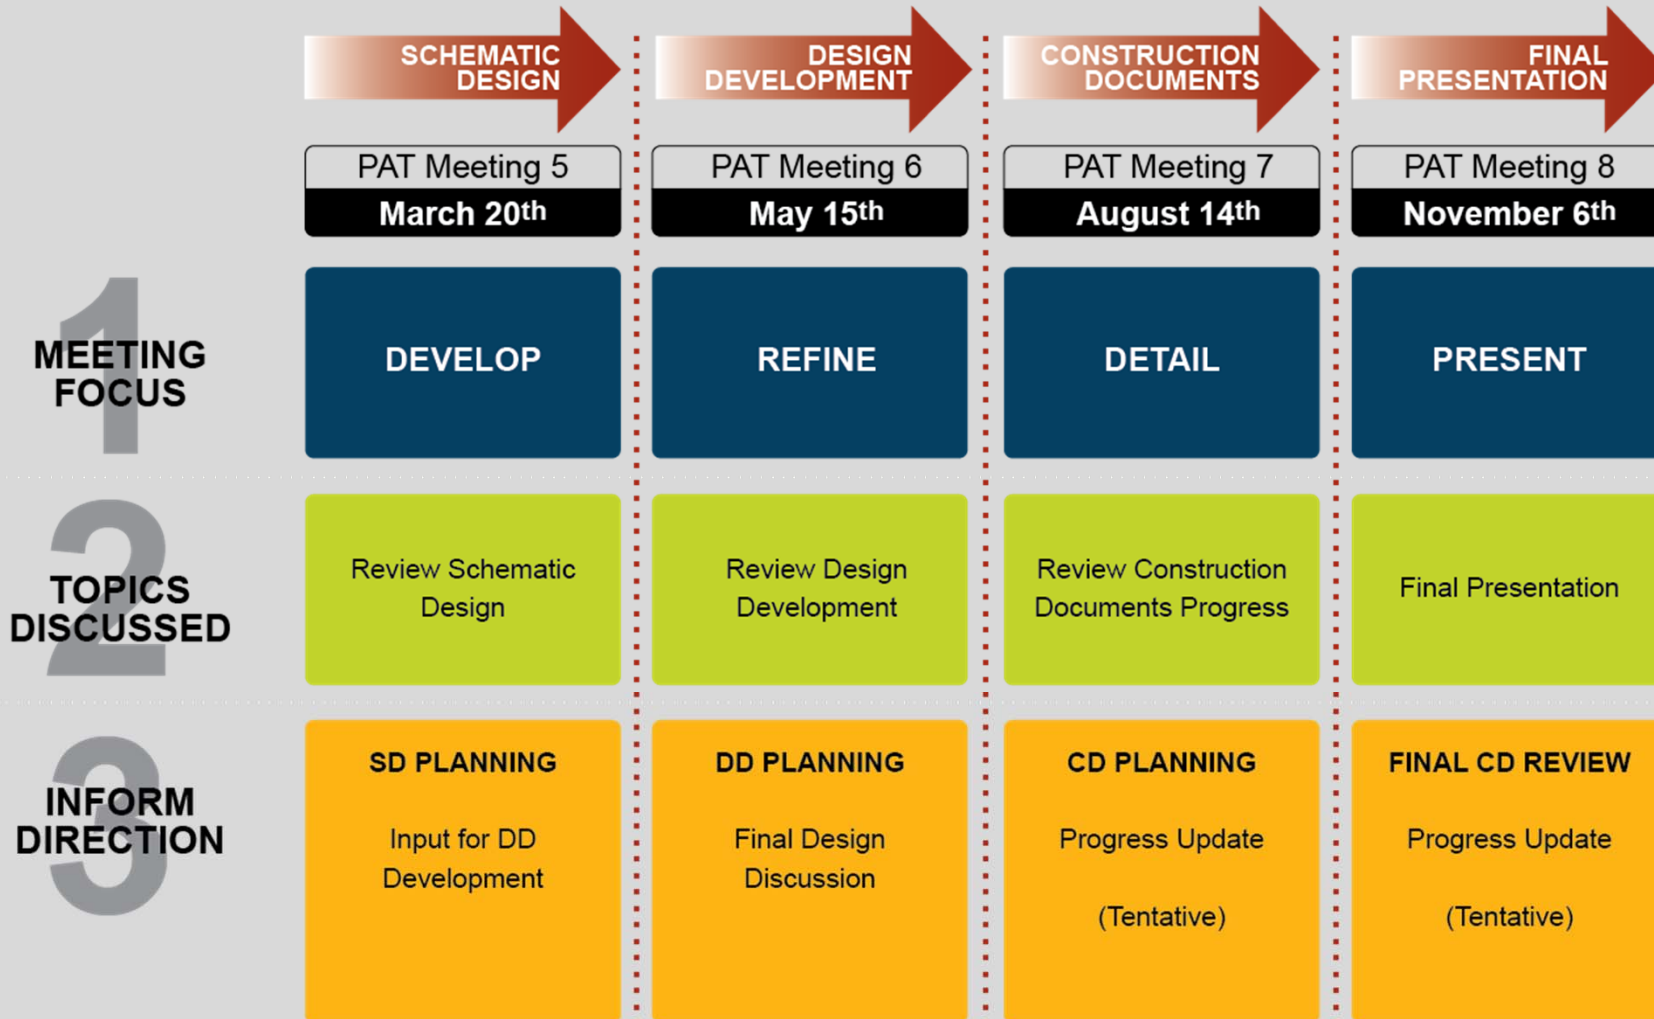 SCHEMATIC
DESIGN
DESIGN
DEVELOPMENT
CONSTRUCTION
DOCUMENTS
FINAL
PRESENTATION
PAT Meeting 5
March 20th
PAT Meeting 6
May 15th
PAT Meeting 7
August 14th
PAT Meeting 8
November 6th
1
MEETING
FOCUS
DEVELOP
REFINE
DETAIL
PRESENT
2
TOPICS
DISCUSSED
Review Schematic
Design
Review Design
Development
Review Construction
Documents Progress
Final Presentation
3
INFORM
DIRECTION
SD PLANNING
Input for DD
Development
DD PLANNING
Final Design
Discussion
CD PLANNING
Progress Update
(Tentative)
FINAL CD REVIEW
Progress Update
(Tentative)